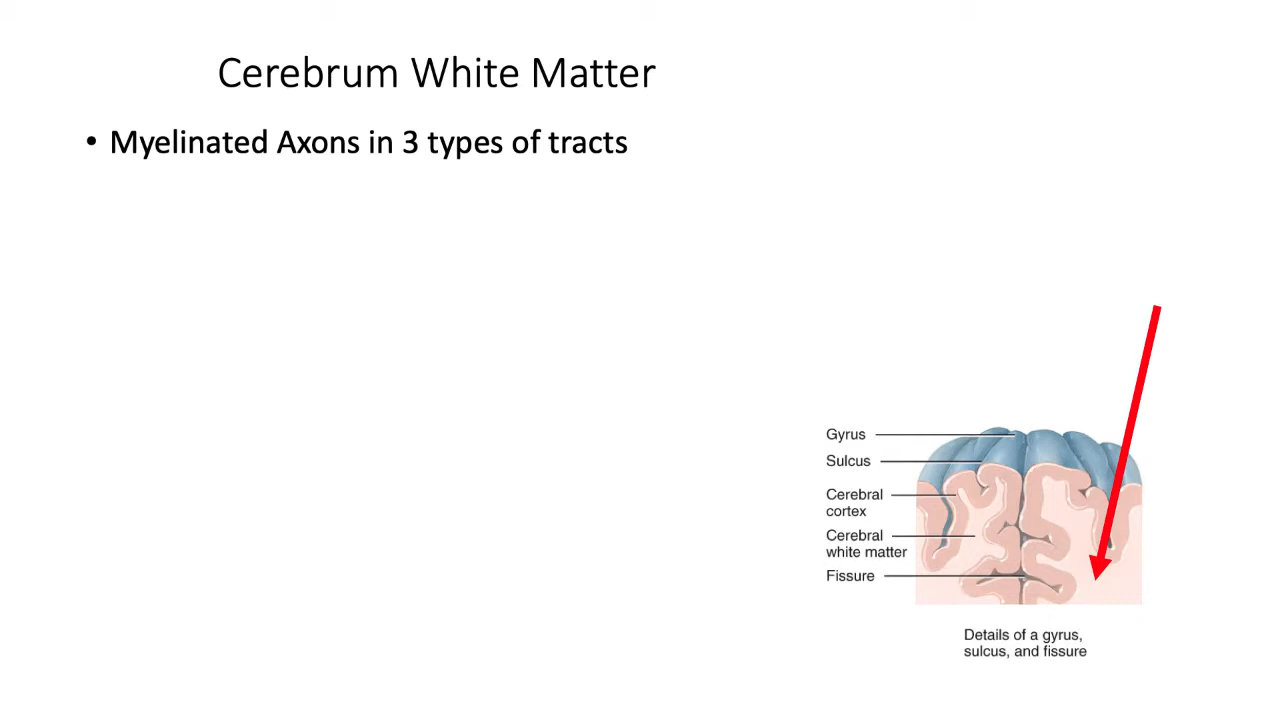 Cerebrum White Matter
• Myelinated Axons in 3 types of tracts
Gyrus
Sulcus
Cerebral
cortex
Cerebral
white matter
Fissure
Details of a gyrus,
sulcus, and fissure